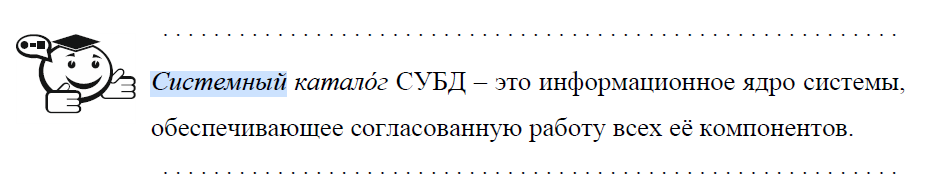 Системный катало́г СУБД – это информационное ядро системы,
обеспечивающее согласованную работу всех её компонентов.